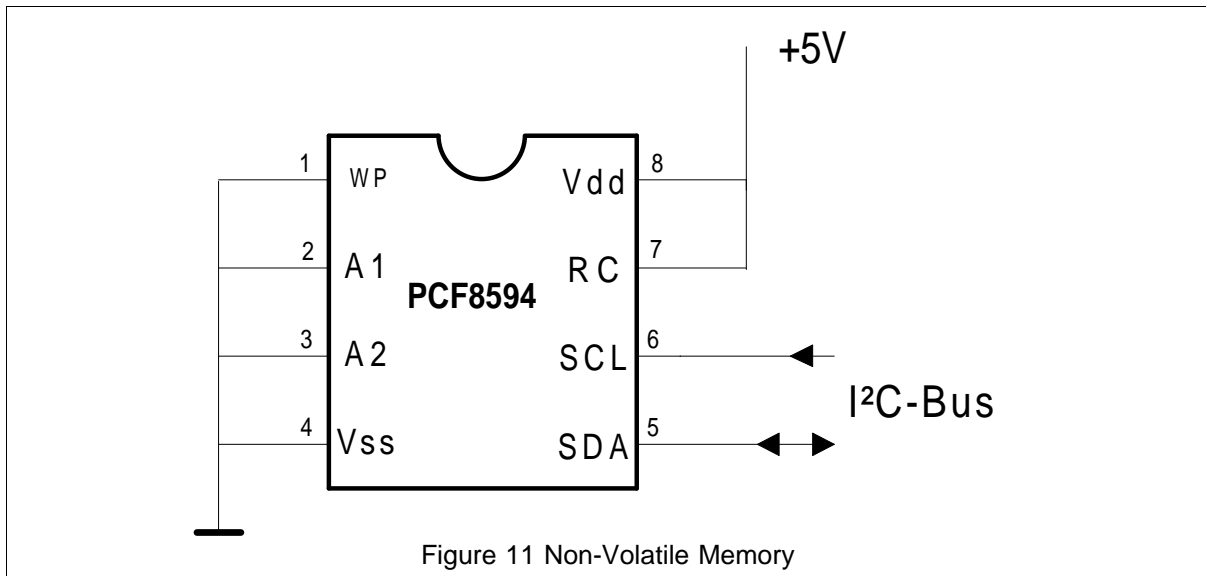 +5V
1 WP Vdd 8
2 A1 RC 7
PCF8594
3 A2 SCL 6
I²C-Bus
4 Vss SDA 5
Figure 11 Non-Volatile Memory